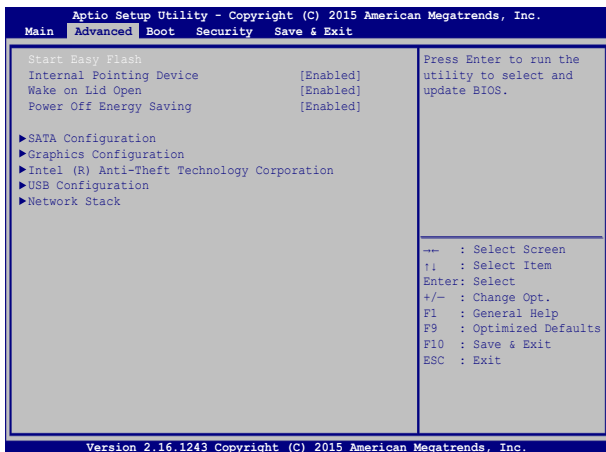 Aptio Setup Utility - Copyright (C) 2015 American Megatrends, Inc.
Main Advanced Boot Security Save & Exit
Start Easy Flash
Internal Pointing Device [Enabled]
Wake on Lid Open [Enabled]
Power Off Energy Saving [Enabled]
▶SATA Configuration
▶Graphics Configuration
▶Intel (R) Anti-Theft Technology Corporation
▶USB Configuration
▶Network Stack
Press Enter to run the
utility to select and
update BIOS.
→← : Select Screen
↑↓ : Select Item
Enter: Select
+/— : Change Opt.
F1 : General Help
F9 : Optimized Defaults
F10 : Save & Exit
ESC : Exit
Version 2.16.1243 Copyright (C) 2015 American Megatrends, Inc.